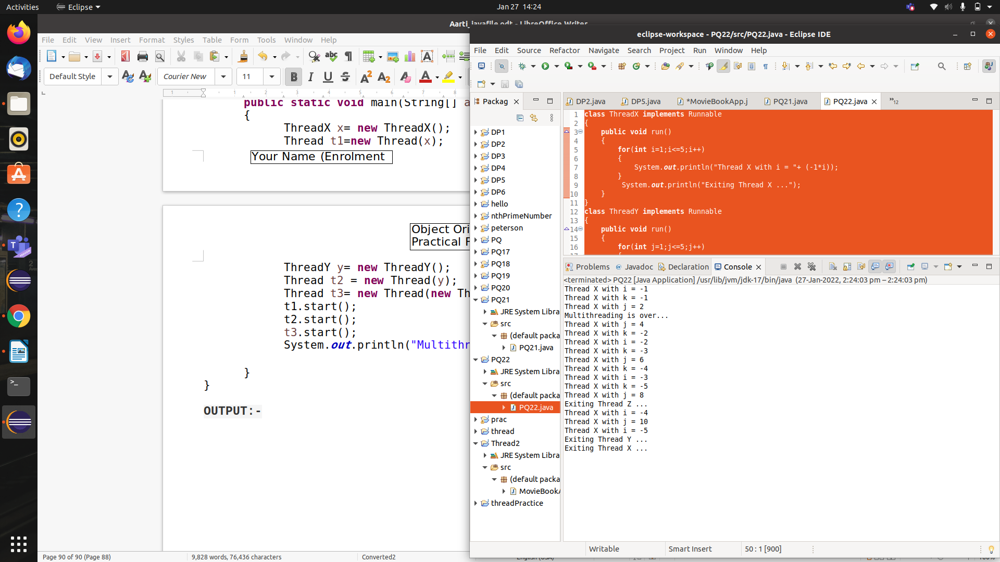 Activities
Eclipse
Jan 27 14:24
Aarti_javafile.odt - LibreOffice Writer
File Edit View Insert Format Styles Table Form Tools Window Help
Default Style
Courier New
11
public static void main(String[] a
{
ThreadX x= new ThreadX();
Thread t1=new Thread(x);
Your Name (Enrolment
Object Ori
Practical F
ThreadY y= new ThreadY();
Thread t2 = new Thread(y);
Thread t3= new Thread(new Th
t1.start();
t2.start();
t3.start();
System.out.println("Multithr
}
}
OUTPUT:-
Page 90 of 90 (Page 88)
9,828 words, 76,436 characters
Converted2
English (USA)
eclipse-workspace - PQ22/src/PQ22.java - Eclipse IDE
File Edit Source Refactor Navigate Search Project Run Window Help
Packag
DP1
DP2
DP3
DP4
DP5
DP6
hello
nthPrimeNumber
peterson
PQ
PQ17
PQ18
PQ19
PQ20
PQ21
JRE System Libra
src
(default packa
PQ21.java
PQ22
JRE System Libra
src
(default packa
PQ22.java
prac
thread
Thread2
JRE System Libra
src
(default packa
MovieBookA
threadPractice
DP2.java
DP5.java
*MovieBookApp.j
PQ21.java
PQ22.java
»12
1 class ThreadX implements Runnable
2 {
3 public void run()
4 {
5 for(int i=1;i<=5;i++)
6 {
7 System.out.println("Thread X with i = "+ (-1*i));
8 }
9 System.out.println("Exiting Thread X ...");
10 }
11 }
12 class ThreadY implements Runnable
13 {
14 public void run()
15 {
16 for(int j=1;j<=5;j++)
17 {
Problems
Javadoc
Declaration
Console
<terminated> PQ22 [Java Application] /usr/lib/jvm/jdk-17/bin/java (27-Jan-2022, 2:24:03 pm – 2:24:03 pm)
Thread X with i = -1
Thread X with k = -1
Thread X with j = 2
Multithreading is over...
Thread X with j = 4
Thread X with k = -2
Thread X with i = -2
Thread X with k = -3
Thread X with j = 6
Thread X with k = -4
Thread X with i = -3
Thread X with k = -5
Thread X with j = 8
Exiting Thread Z ...
Thread X with i = -4
Thread X with j = 10
Thread X with i = -5
Exiting Thread Y ...
Exiting Thread X ...
Writable
Smart Insert
50 : 1 [900]